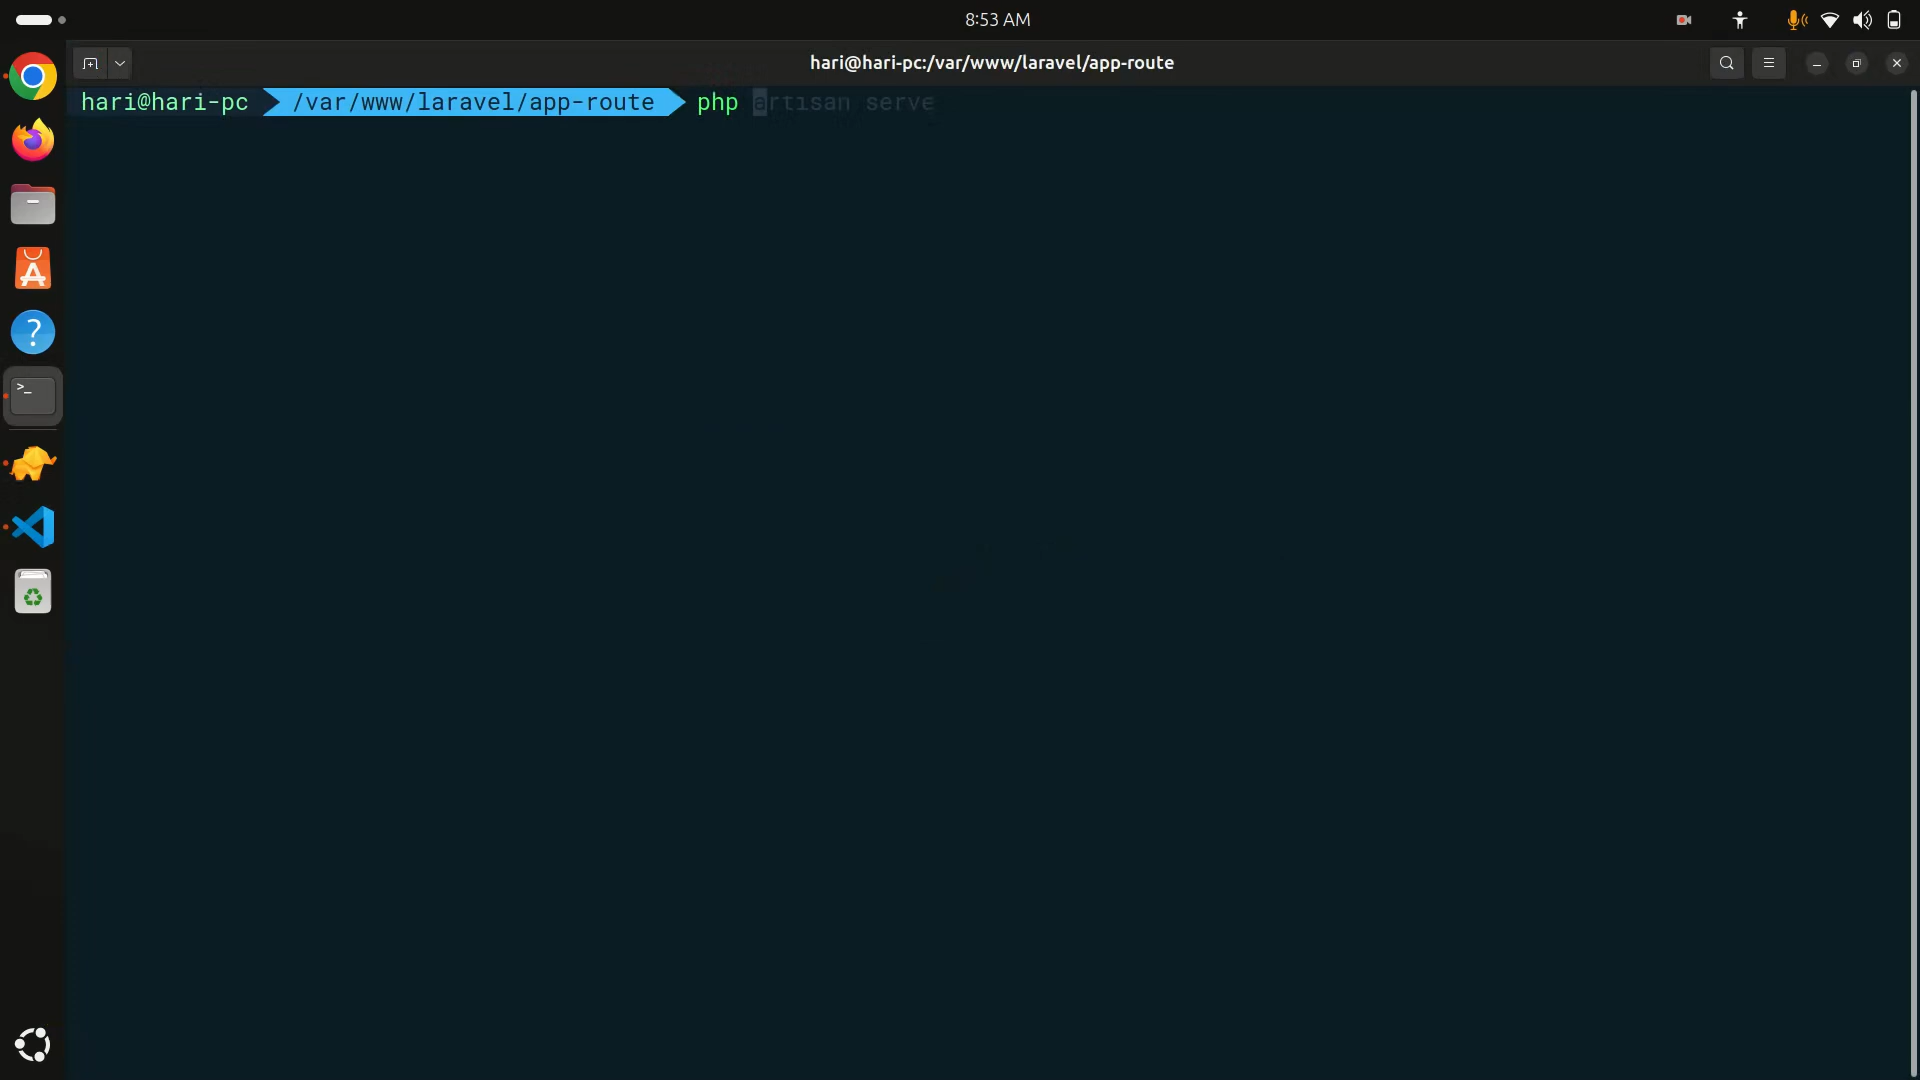 8:53 AM
hari@hari-pc:/var/www/laravel/app-route
hari@hari-pc /var/www/laravel/app-route php artisan serve